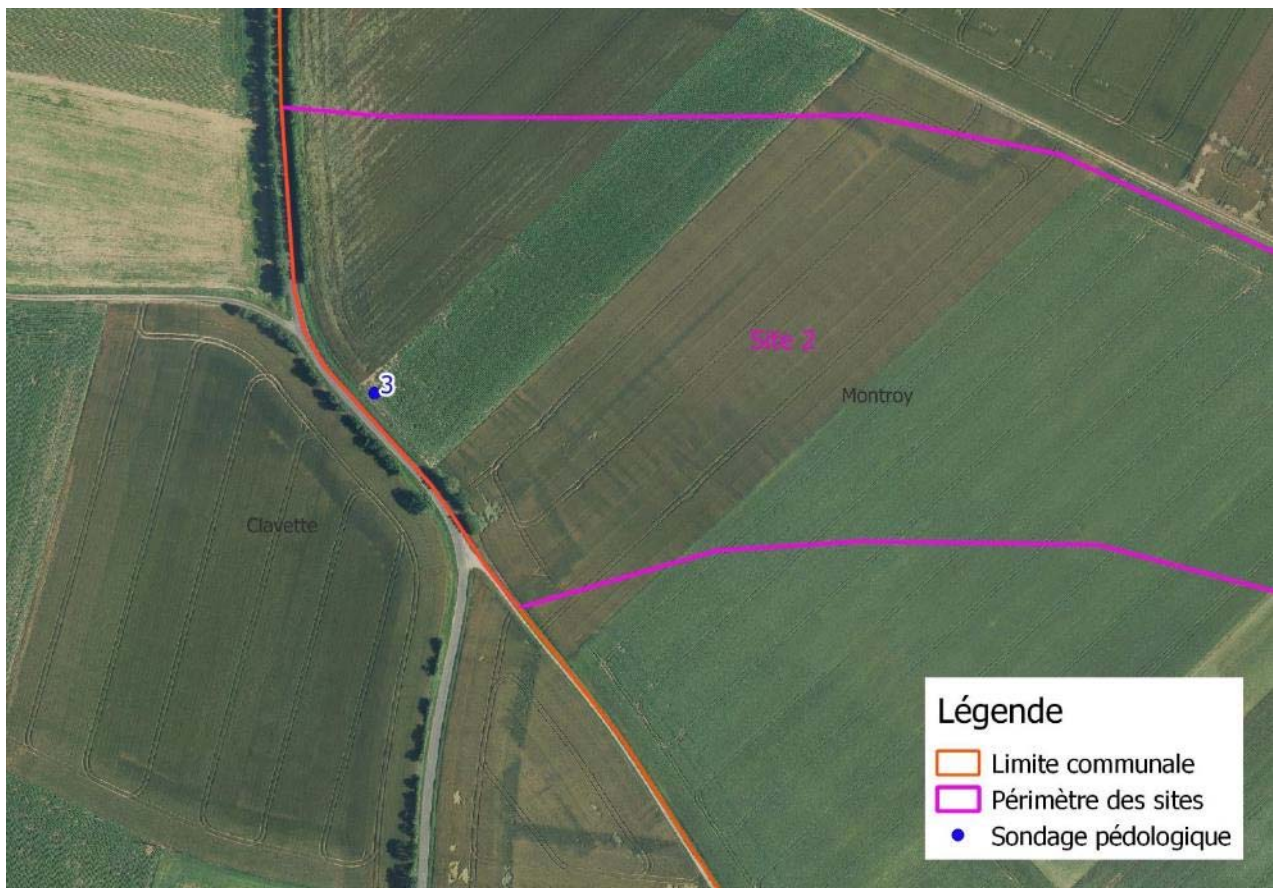 Site 2
Montroy
3
Clavette
Légende
Limite communale
Périmètre des sites
Sondage pédologique